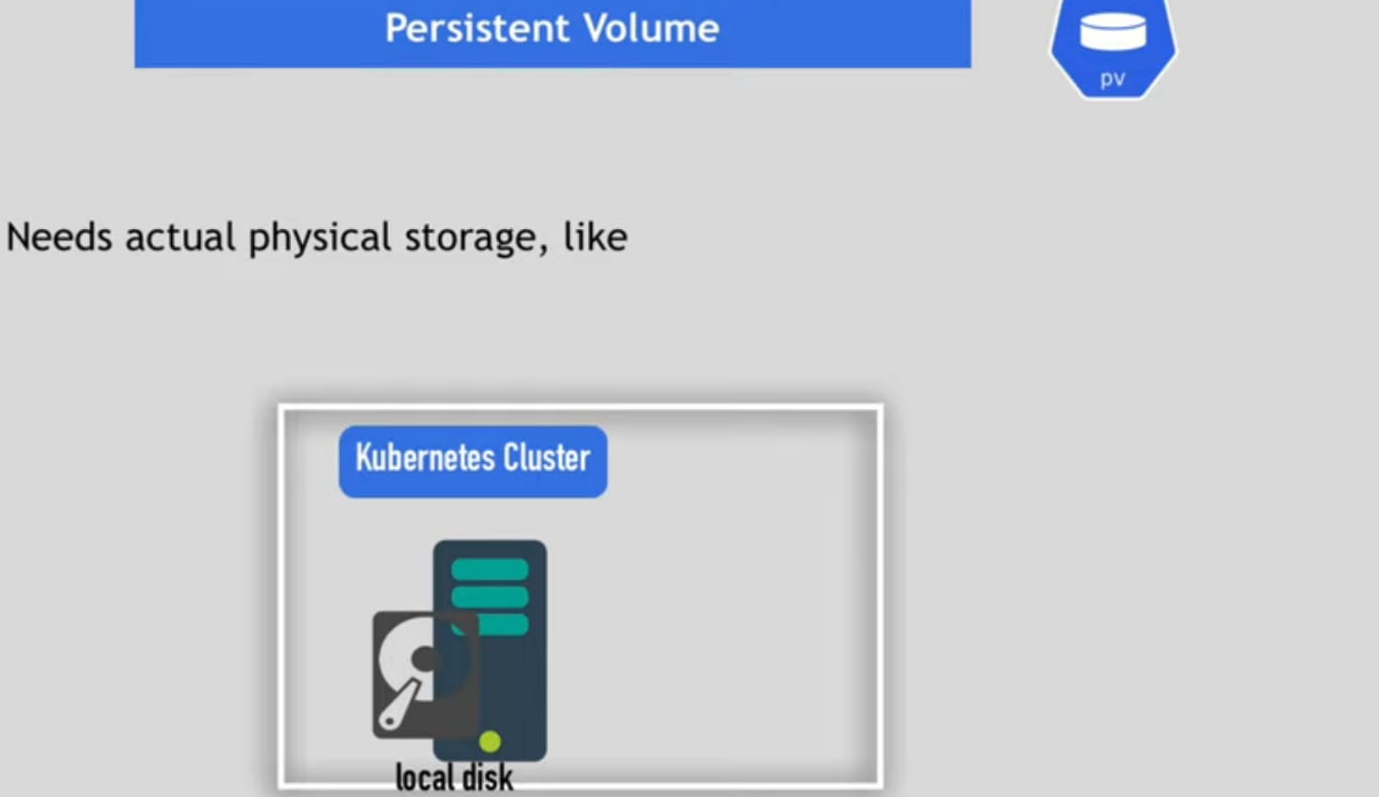 Persistent Volume
pv
Needs actual physical storage, like
Kubernetes Cluster
local disk